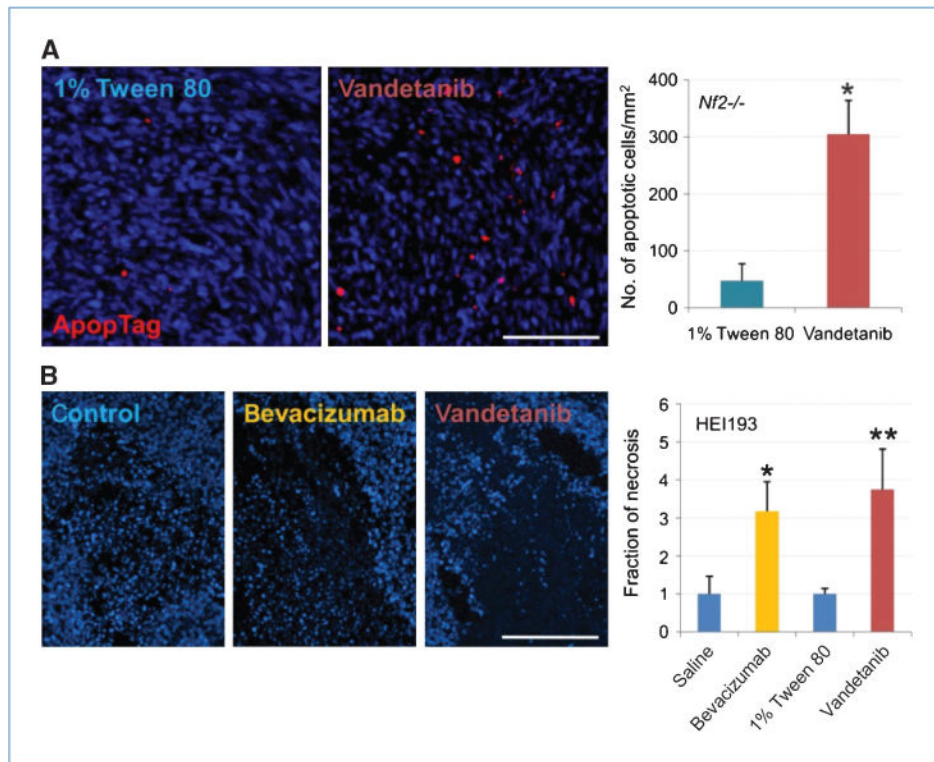 A
1% Tween 80
Vandetanib
ApopTag
No. of apoptotic cells/mm²
400
300
200
100
0
Nf2-/-
*
1% Tween 80 Vandetanib
B
Control
Bevacizumab
Vandetanib
Fraction of necrosis
6
5
4
3
2
1
0
HEI193
*
**
Saline
Bevacizumab
1% Tween 80
Vandetanib